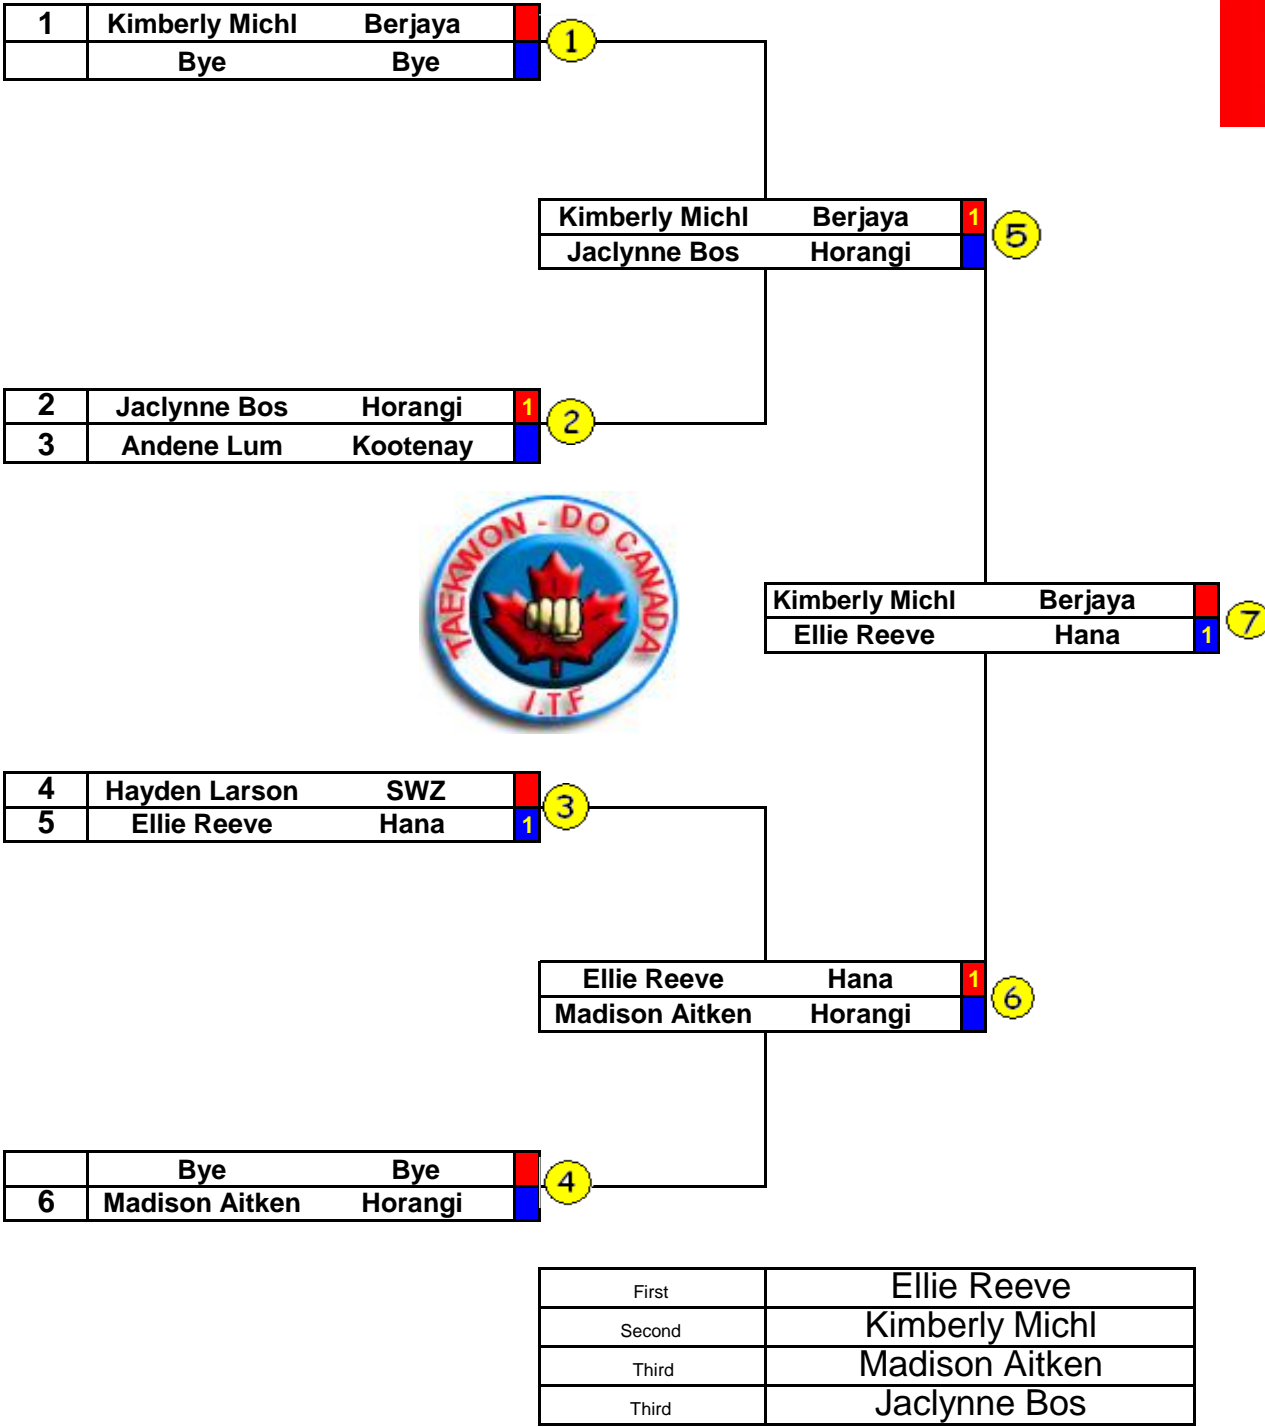 1 Kimberly Michl Berjaya
1
Bye Bye
Kimberly Michl Berjaya 1
5
Jaclynne Bos Horangi
2 Jaclynne Bos Horangi 1
2
3 Andene Lum Kootenay
TAEKWON - DO CANADA
I.T.F
Kimberly Michl Berjaya
7
Ellie Reeve Hana 1
4 Hayden Larson SWZ
3
5 Ellie Reeve Hana 1
Ellie Reeve Hana 1
6
Madison Aitken Horangi
Bye Bye
4
6 Madison Aitken Horangi
First Ellie Reeve
Second Kimberly Michl
Third Madison Aitken
Third Jaclynne Bos